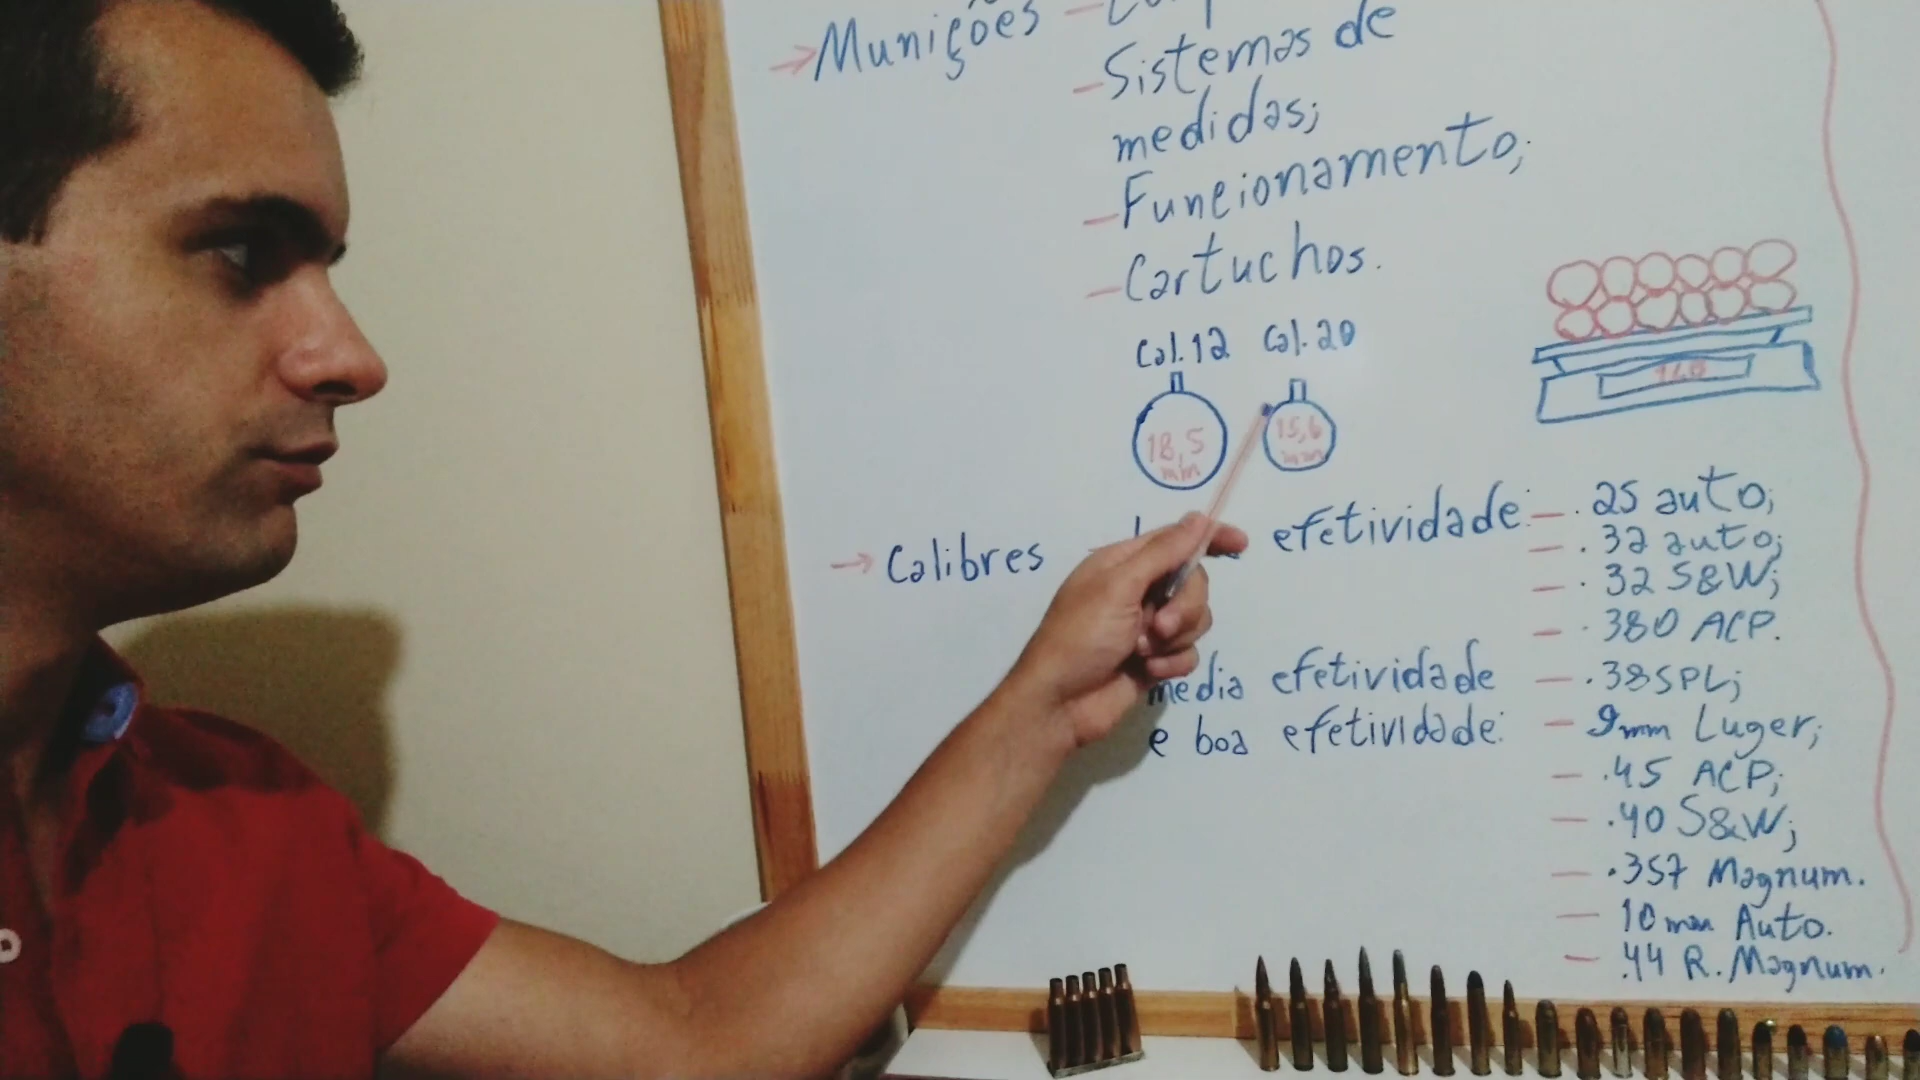 → Munições
– Sistemas de
medidas;
– Funcionamento;
– Cartuchos.
Cal. 12 Cal. 20
18,5
mm
15,6
mm
→ Calibres
efetividade:
– .25 auto;
– .32 auto;
– .32 S&W;
– .380 ACP.
media efetividade
e boa efetividade:
– .38SPL;
– 9mm Luger;
– .45 ACP;
– .40 S&W;
– .357 Magnum.
– 10mm Auto.
– .44 R. Magnum.